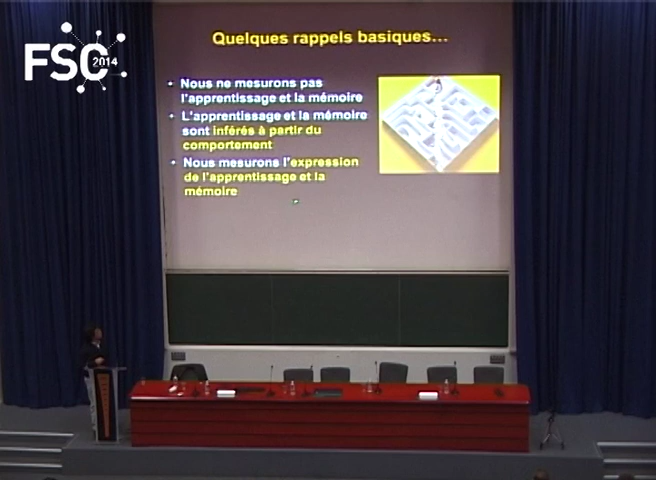 FSC
2014
Quelques rappels basiques...
Nous ne mesurons pas
l'apprentissage et la mémoire
L'apprentissage et la mémoire
sont inférés à partir du
comportement
Nous mesurons l'expression
de l'apprentissage et la
mémoire